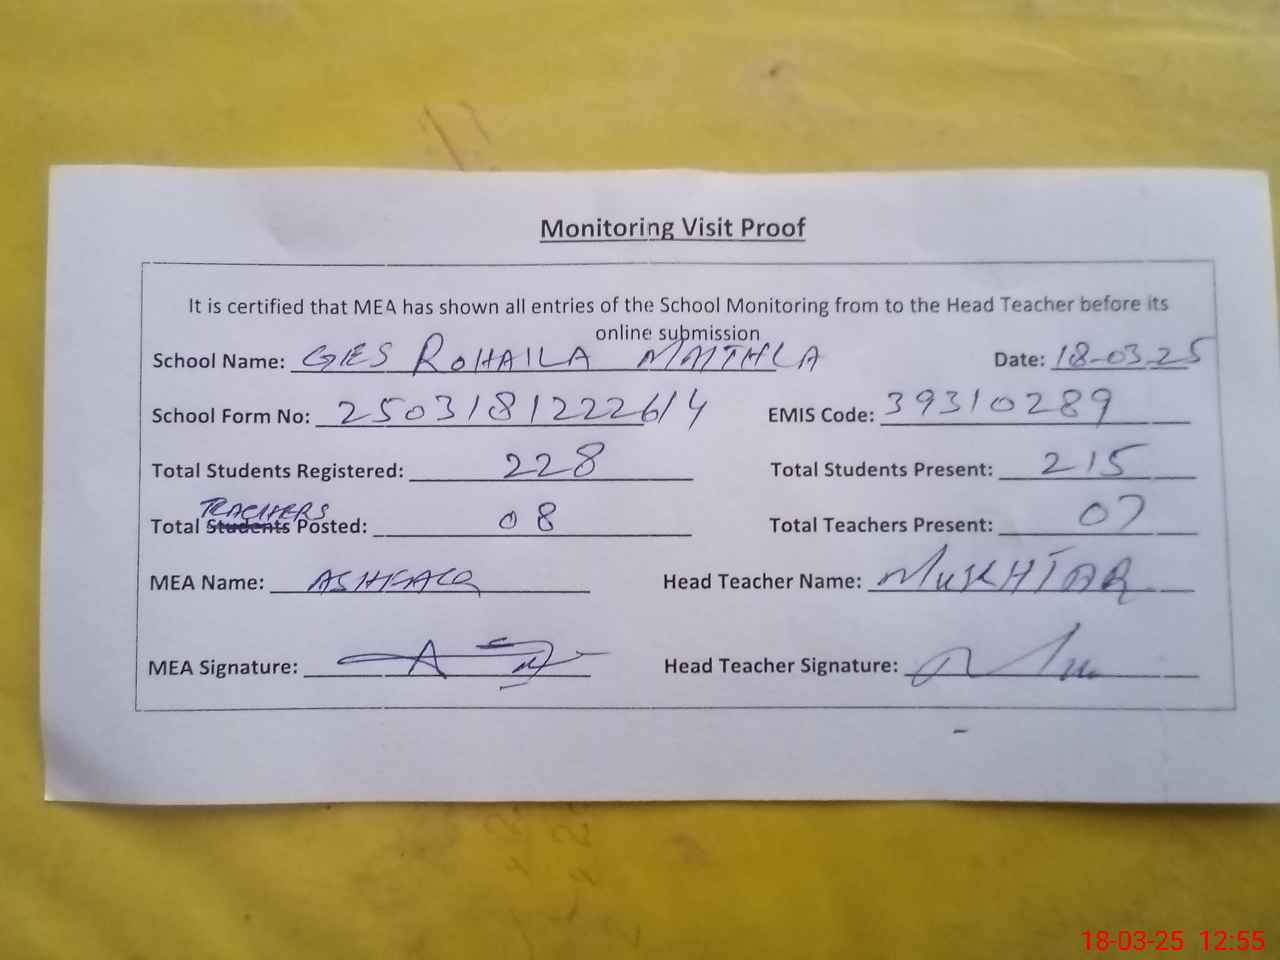 Monitoring Visit Proof
It is certified that MEA has shown all entries of the School Monitoring from to the Head Teacher before its
online submission
School Name: GES ROHAILA Date: 18-03-25
School Form No: 2503181222614 EMIS Code: 39310289
Total Students Registered: 228 Total Students Present: 215
TEACHERS
Total Students Posted: 08 Total Teachers Present: 07
MEA Name: ASHFAQ Head Teacher Name: MUKHTAR
MEA Signature: Head Teacher Signature:
18-03-25 12:55